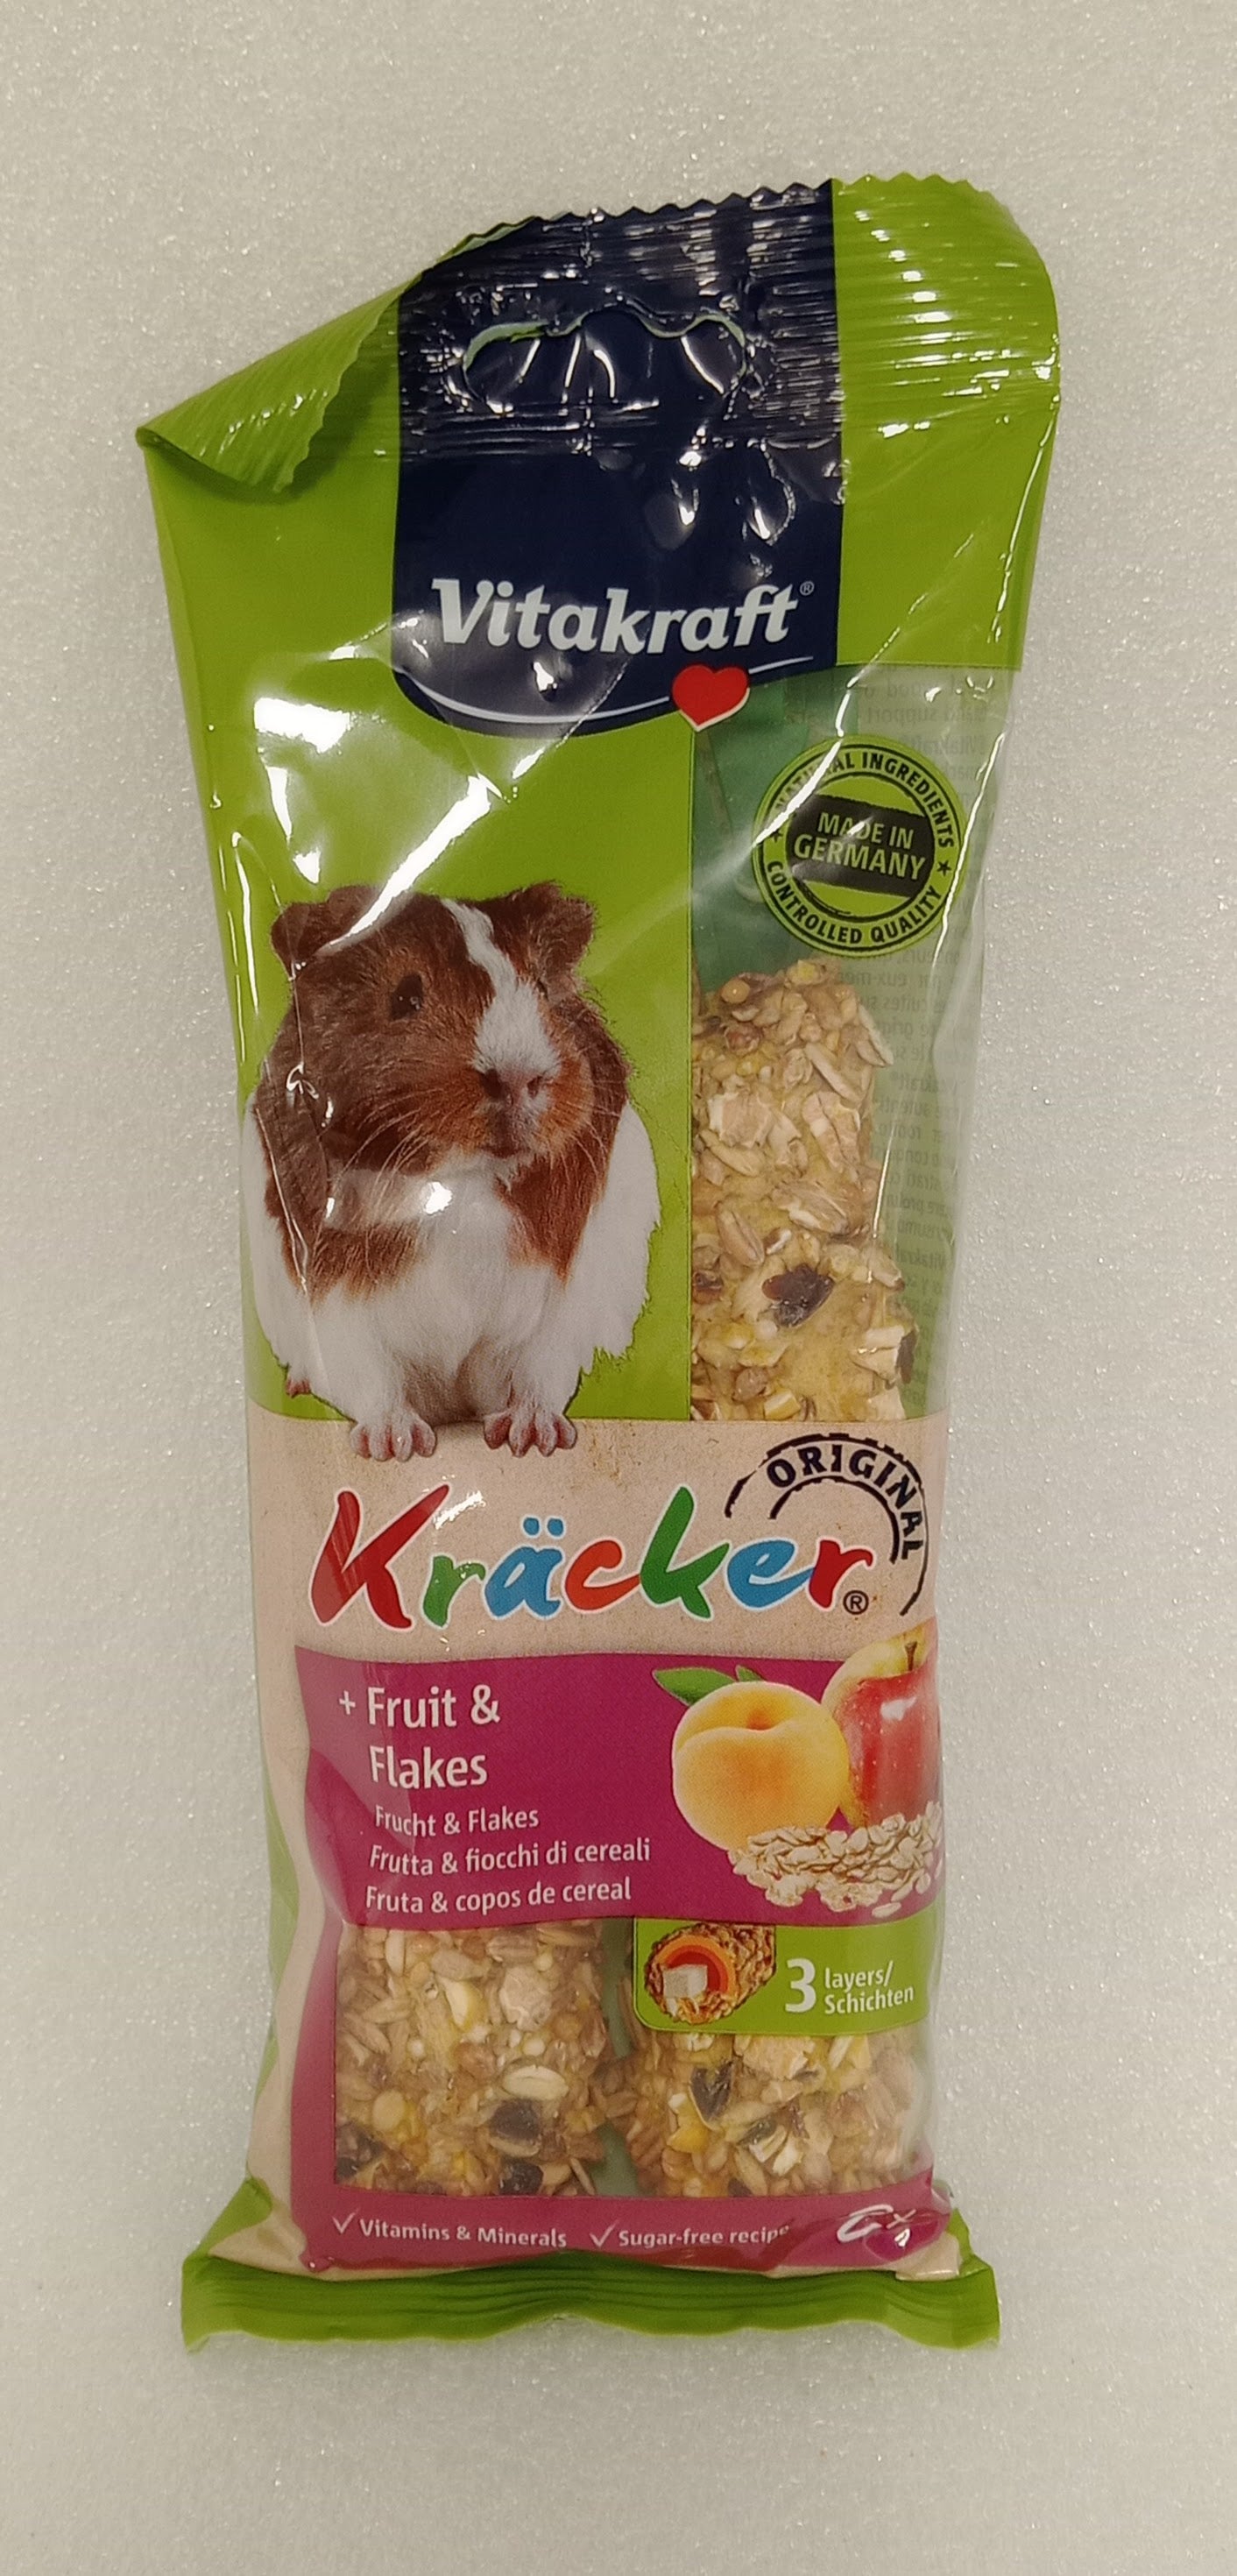 Vitakraft®
NATURAL INGREDIENTS
MADE IN
GERMANY
CONTROLLED QUALITY
ORIGINAL
Kräcker®
+ Fruit &
Flakes
Frucht & Flakes
Frutta & fiocchi di cereali
Fruta & copos de cereal
3 layers/
Schichten
✓ Vitamins & Minerals ✓ Sugar-free recipe